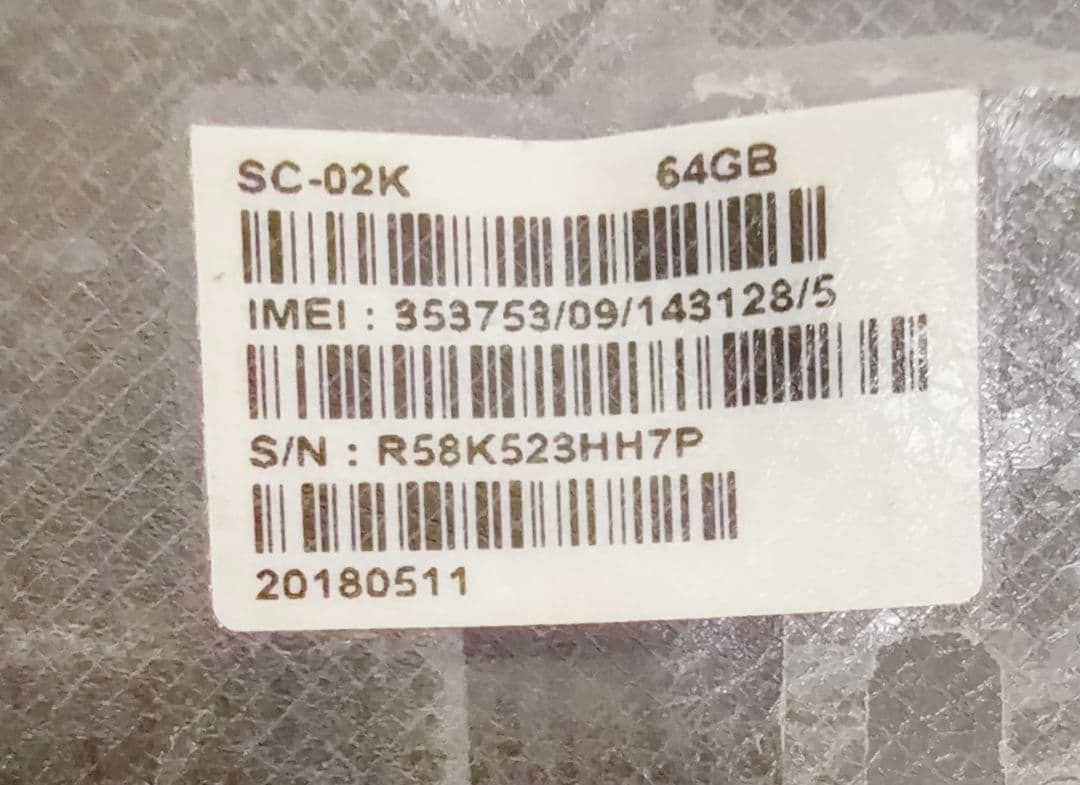 SC-02K 64GB
IMEI : 353753/09/143128/5
S/N : R58K523HH7P
20180511